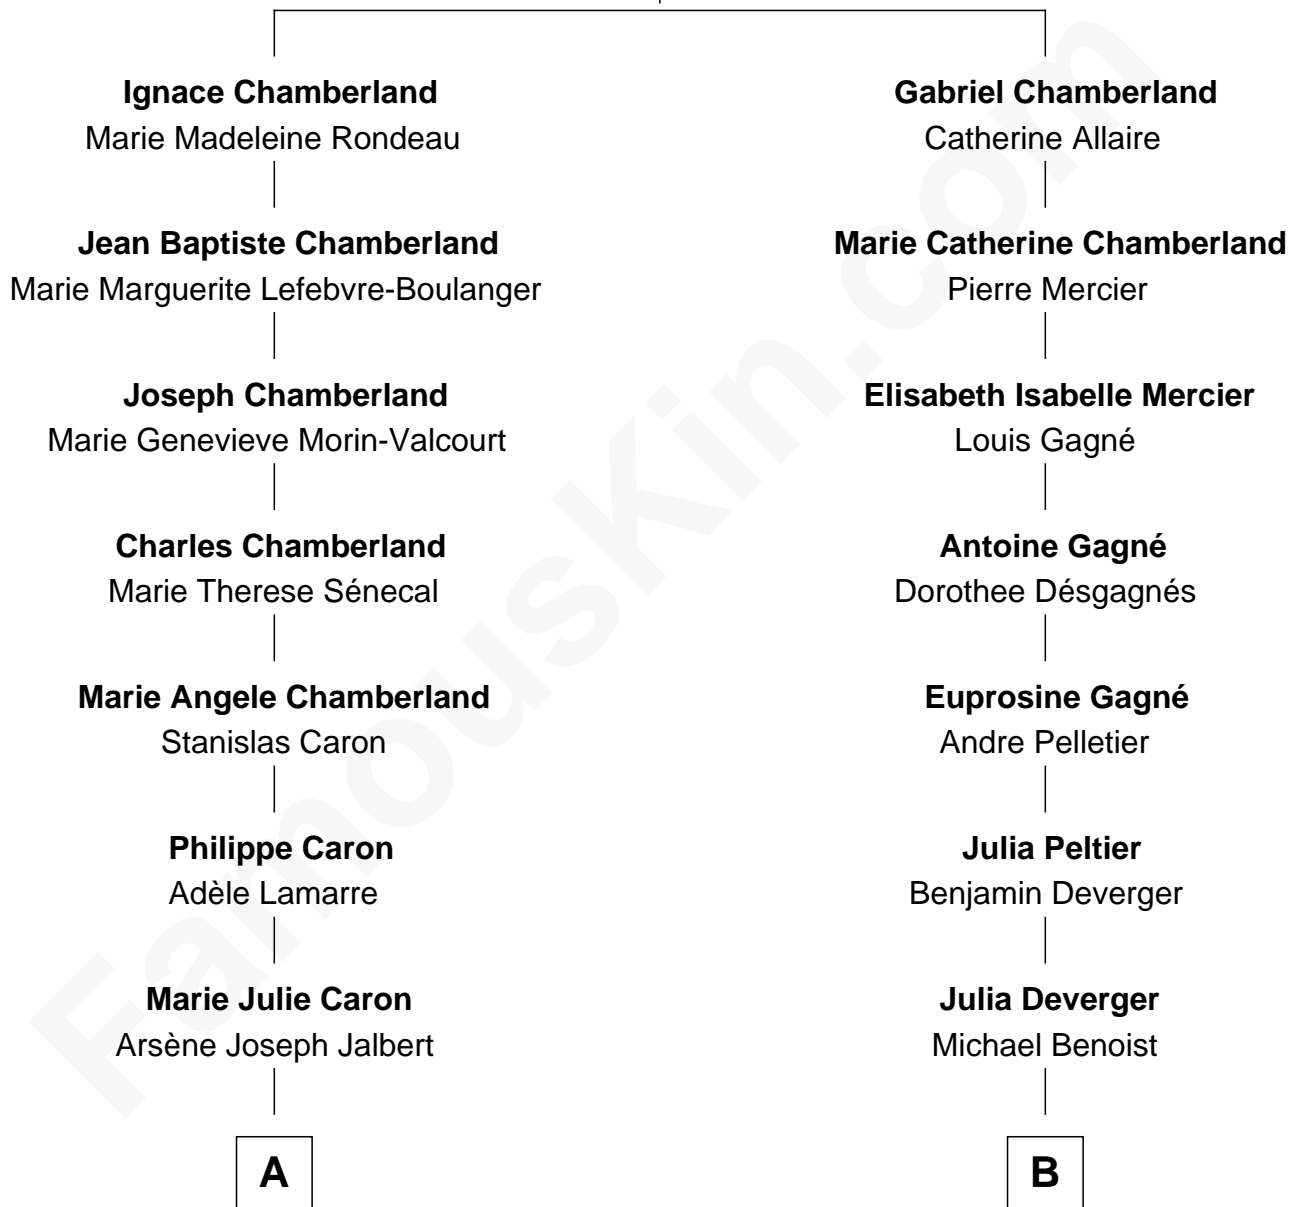 Ignace Chamberland
Marie Madeleine Rondeau
Jean Baptiste Chamberland
Marie Marguerite Lefebvre-Boulanger
Joseph Chamberland
Marie Genevieve Morin-Valcourt
Charles Chamberland
Marie Therese Sénecal
Marie Angele Chamberland
Stanislas Caron
Philippe Caron
Adèle Lamarre
Marie Julie Caron
Arsène Joseph Jalbert
A
Gabriel Chamberland
Catherine Allaire
Marie Catherine Chamberland
Pierre Mercier
Elisabeth Isabelle Mercier
Louis Gagné
Antoine Gagné
Dorothee Désgagnés
Euprosine Gagné
Andre Pelletier
Julia Peltier
Benjamin Deverger
Julia Deverger
Michael Benoist
B
FamousKin.com